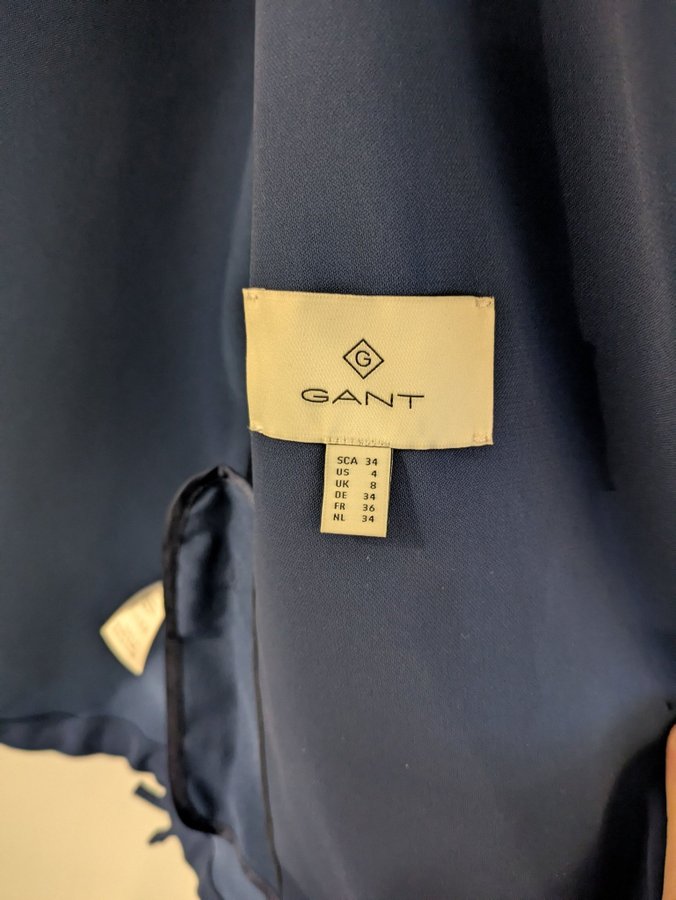 G
GANT
SCA 34
US 4
UK 8
DE 34
FR 36
NL 34